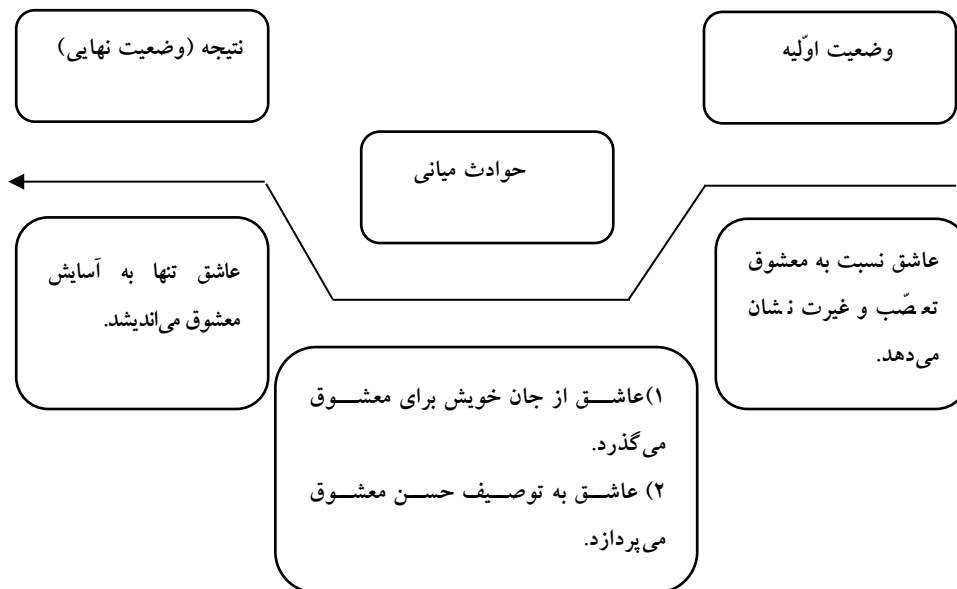 وضعیت اوّلیه
نتیجه (وضعیت نهایی)
حوادث میانی
عاشق نسبت به معشوق
تعصّب و غیرت نشان
می‌دهد.
عاشق تنها به آسایش
معشوق می‌اندیشد.
۱)عاشق از جان خویش برای معشوق
می‌گذرد.
۲) عاشق به توصیف حسن معشوق
می‌پردازد.